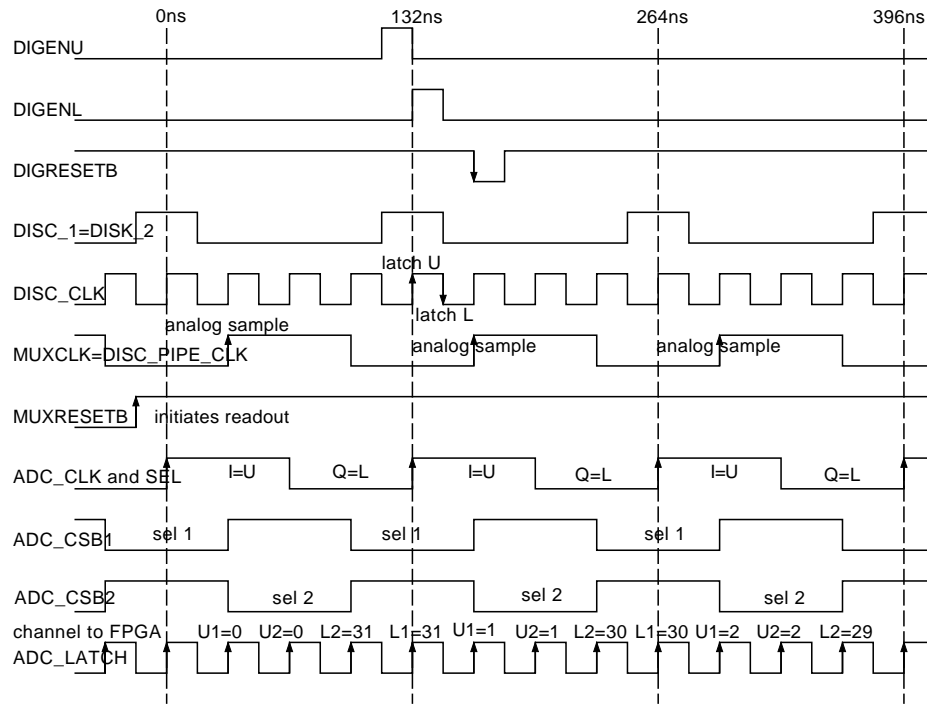 0ns 132ns 264ns 396ns
DIGENU
DIGENL
DIGRESETB
DISC_1=DISK_2
latch U
DISC_CLK
latch L
analog sample
MUXCLK=DISC_PIPE_CLK analog sample analog sample
MUXRESETB initiates readout
ADC_CLK and SEL I=U Q=L I=U Q=L I=U Q=L
ADC_CSB1 sel 1 sel 1 sel 1
ADC_CSB2 sel 2 sel 2 sel 2
channel to FPGA U1=0 U2=0 L2=31 L1=31 U1=1 U2=1 L2=30 L1=30 U1=2 U2=2 L2=29
ADC_LATCH